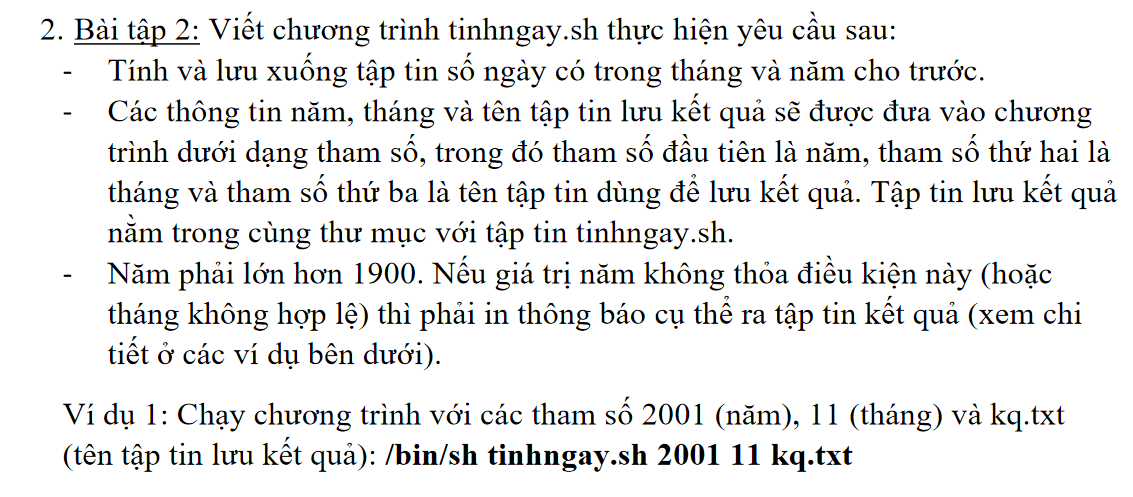 2. Bài tập 2: Viết chương trình tinhngay.sh thực hiện yêu cầu sau:
- Tính và lưu xuống tập tin số ngày có trong tháng và năm cho trước.
- Các thông tin năm, tháng và tên tập tin lưu kết quả sẽ được đưa vào chương
trình dưới dạng tham số, trong đó tham số đầu tiên là năm, tham số thứ hai là
tháng và tham số thứ ba là tên tập tin dùng để lưu kết quả. Tập tin lưu kết quả
nằm trong cùng thư mục với tập tin tinhngay.sh.
- Năm phải lớn hơn 1900. Nếu giá trị năm không thỏa điều kiện này (hoặc
tháng không hợp lệ) thì phải in thông báo cụ thể ra tập tin kết quả (xem chi
tiết ở các ví dụ bên dưới).
Ví dụ 1: Chạy chương trình với các tham số 2001 (năm), 11 (tháng) và kq.txt
(tên tập tin lưu kết quả): /bin/sh tinhngay.sh 2001 11 kq.txt